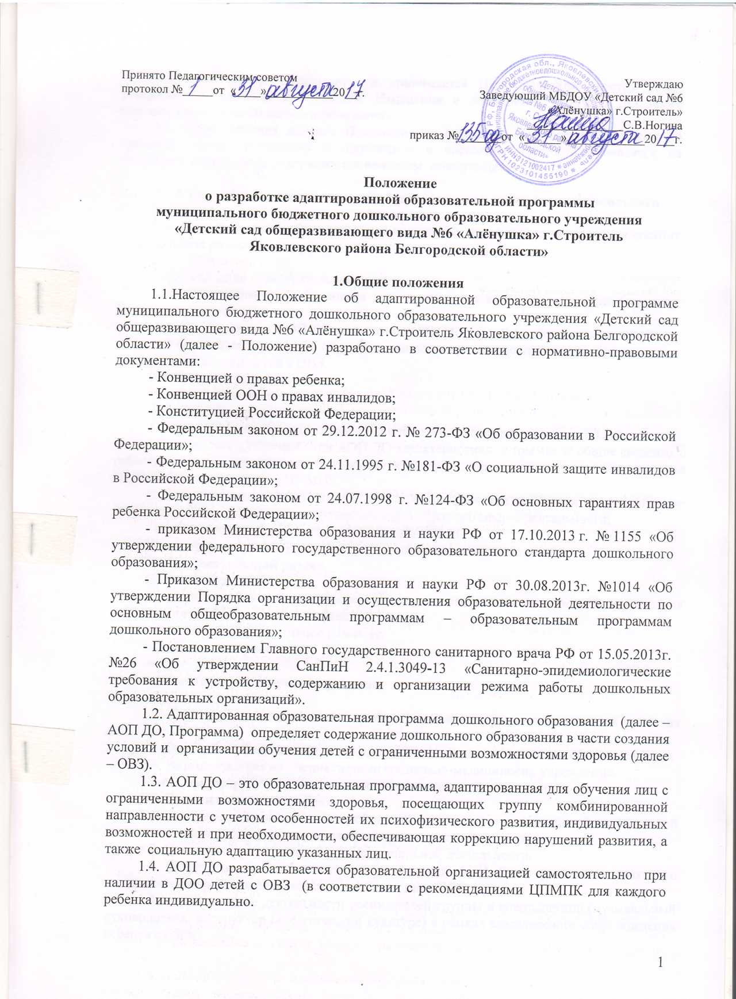 Принято Педагогическим советом
протокол № 1 от «31» августа 2017.
Утверждаю
Заведующий МБДОУ «Детский сад №6
«Алёнушка» г.Строитель»
С.В.Ногина
приказ № 135-од от «31» августа 2017г.
Положение
о разработке адаптированной образовательной программы
муниципального бюджетного дошкольного образовательного учреждения
«Детский сад общеразвивающего вида №6 «Алёнушка» г.Строитель
Яковлевского района Белгородской области»
1.Общие положения
1.1.Настоящее Положение об адаптированной образовательной программе
муниципального бюджетного дошкольного образовательного учреждения «Детский сад
общеразвивающего вида №6 «Алёнушка» г.Строитель Яковлевского района Белгородской
области» (далее - Положение) разработано в соответствии с нормативно-правовыми
документами:
- Конвенцией о правах ребенка;
- Конвенцией ООН о правах инвалидов;
- Конституцией Российской Федерации;
- Федеральным законом от 29.12.2012 г. № 273-ФЗ «Об образовании в Российской
Федерации»;
- Федеральным законом от 24.11.1995 г. №181-ФЗ «О социальной защите инвалидов
в Российской Федерации»;
- Федеральным законом от 24.07.1998 г. №124-ФЗ «Об основных гарантиях прав
ребенка Российской Федерации»;
- приказом Министерства образования и науки РФ от 17.10.2013 г. № 1155 «Об
утверждении федерального государственного образовательного стандарта дошкольного
образования»;
- Приказом Министерства образования и науки РФ от 30.08.2013г. №1014 «Об
утверждении Порядка организации и осуществления образовательной деятельности по
основным общеобразовательным программам – образовательным программам
дошкольного образования»;
- Постановлением Главного государственного санитарного врача РФ от 15.05.2013г.
№26 «Об утверждении СанПиН 2.4.1.3049-13 «Санитарно-эпидемиологические
требования к устройству, содержанию и организации режима работы дошкольных
образовательных организаций».
1.2. Адаптированная образовательная программа дошкольного образования (далее –
АОП ДО, Программа) определяет содержание дошкольного образования в части создания
условий и организации обучения детей с ограниченными возможностями здоровья (далее
– ОВЗ).
1.3. АОП ДО – это образовательная программа, адаптированная для обучения лиц с
ограниченными возможностями здоровья, посещающих группу комбинированной
направленности с учетом особенностей их психофизического развития, индивидуальных
возможностей и при необходимости, обеспечивающая коррекцию нарушений развития, а
также социальную адаптацию указанных лиц.
1.4. АОП ДО разрабатывается образовательной организацией самостоятельно при
наличии в ДОО детей с ОВЗ (в соответствии с рекомендациями ЦПМПК для каждого
ребенка индивидуально.
1